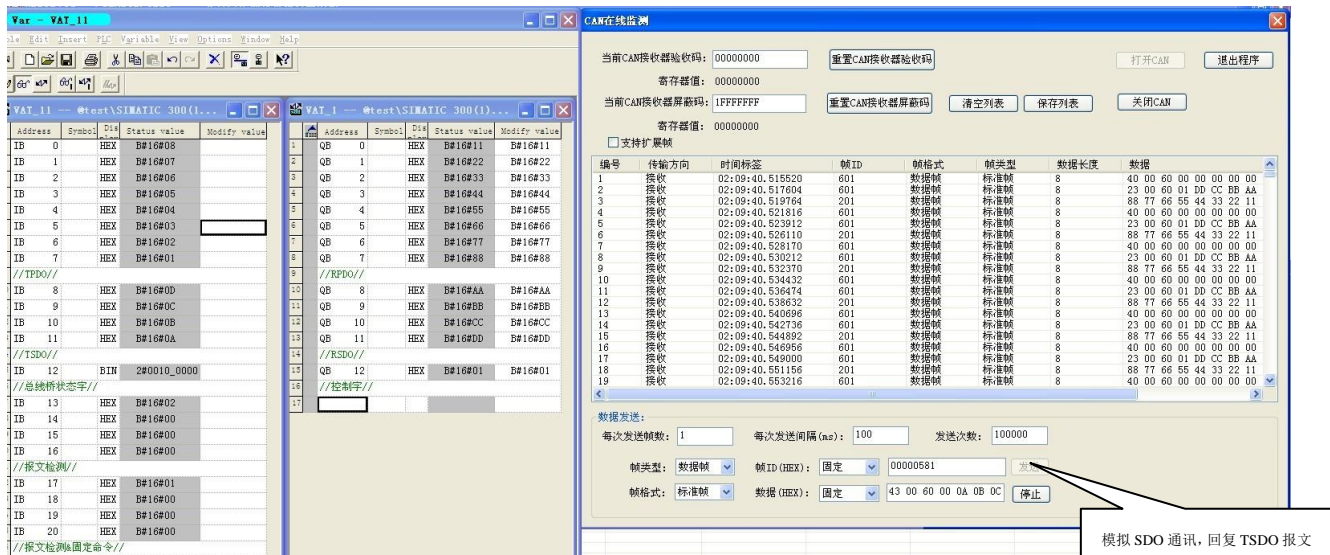 Var - VAT_11
Edit Insert PLC Variable View Options Window Help
VAT_11 -- @test\SIMATIC 300(1...
Address Symbol Dis Status value Modify value
IB 0 HEX B#16#08
IB 1 HEX B#16#07
IB 2 HEX B#16#06
IB 3 HEX B#16#05
IB 4 HEX B#16#04
IB 5 HEX B#16#03
IB 6 HEX B#16#02
IB 7 HEX B#16#01
//TPDO//
IB 8 HEX B#16#0D
IB 9 HEX B#16#0C
IB 10 HEX B#16#0B
IB 11 HEX B#16#0A
//TSDO//
IB 12 BIN 2#0010_0000
//总线桥状态字//
IB 13 HEX B#16#02
IB 14 HEX B#16#00
IB 15 HEX B#16#00
IB 16 HEX B#16#00
//报文检测//
IB 17 HEX B#16#01
IB 18 HEX B#16#00
IB 19 HEX B#16#00
IB 20 HEX B#16#00
//报文检测&固定命令//
VAT_1 -- @test\SIMATIC 300(1)...
Address Symbol Dis Status value Modify value
1 QB 0 HEX B#16#11 B#16#11
2 QB 1 HEX B#16#22 B#16#22
3 QB 2 HEX B#16#33 B#16#33
4 QB 3 HEX B#16#44 B#16#44
5 QB 4 HEX B#16#55 B#16#55
6 QB 5 HEX B#16#66 B#16#66
7 QB 6 HEX B#16#77 B#16#77
8 QB 7 HEX B#16#88 B#16#88
9 //RPDO//
10 QB 8 HEX B#16#AA B#16#AA
11 QB 9 HEX B#16#BB B#16#BB
12 QB 10 HEX B#16#CC B#16#CC
13 QB 11 HEX B#16#DD B#16#DD
14 //RSDO//
15 QB 12 HEX B#16#01 B#16#01
16 //控制字//
17
CAN在线监测
当前CAN接收器验收码: 00000000 重置CAN接收器验收码 打开CAN 退出程序
寄存器值: 00000000
当前CAN接收器屏蔽码: 1FFFFFFF 重置CAN接收器屏蔽码 清空列表 保存列表 关闭CAN
寄存器值: 00000000
支持扩展帧
编号 传输方向 时间标签 帧ID 帧格式 帧类型 数据长度 数据
1 接收 02:09:40.515520 601 数据帧 标准帧 8 40 00 60 00 00 00 00 00
2 接收 02:09:40.517604 601 数据帧 标准帧 8 23 00 60 01 DD CC BB AA
3 接收 02:09:40.519764 201 数据帧 标准帧 8 88 77 66 55 44 33 22 11
4 接收 02:09:40.521816 601 数据帧 标准帧 8 40 00 60 00 00 00 00 00
5 接收 02:09:40.523912 601 数据帧 标准帧 8 23 00 60 01 DD CC BB AA
6 接收 02:09:40.526110 201 数据帧 标准帧 8 88 77 66 55 44 33 22 11
7 接收 02:09:40.528170 601 数据帧 标准帧 8 40 00 60 00 00 00 00 00
8 接收 02:09:40.530212 601 数据帧 标准帧 8 23 00 60 01 DD CC BB AA
9 接收 02:09:40.532370 201 数据帧 标准帧 8 88 77 66 55 44 33 22 11
10 接收 02:09:40.534432 601 数据帧 标准帧 8 40 00 60 00 00 00 00 00
11 接收 02:09:40.536474 601 数据帧 标准帧 8 23 00 60 01 DD CC BB AA
12 接收 02:09:40.538632 201 数据帧 标准帧 8 88 77 66 55 44 33 22 11
13 接收 02:09:40.540696 601 数据帧 标准帧 8 40 00 60 00 00 00 00 00
14 接收 02:09:40.542736 601 数据帧 标准帧 8 23 00 60 01 DD CC BB AA
15 接收 02:09:40.544892 201 数据帧 标准帧 8 88 77 66 55 44 33 22 11
16 接收 02:09:40.546956 601 数据帧 标准帧 8 40 00 60 00 00 00 00 00
17 接收 02:09:40.549000 601 数据帧 标准帧 8 23 00 60 01 DD CC BB AA
18 接收 02:09:40.551156 201 数据帧 标准帧 8 88 77 66 55 44 33 22 11
19 接收 02:09:40.553216 601 数据帧 标准帧 8 40 00 60 00 00 00 00 00
数据发送:
每次发送帧数: 1 每次发送间隔(ms): 100 发送次数: 100000
帧类型: 数据帧 帧ID(HEX): 固定 00000581 发送
帧格式: 标准帧 数据(HEX): 固定 43 00 60 00 0A 0B 0C 停止
模拟 SDO 通讯, 回复 TSDO 报文